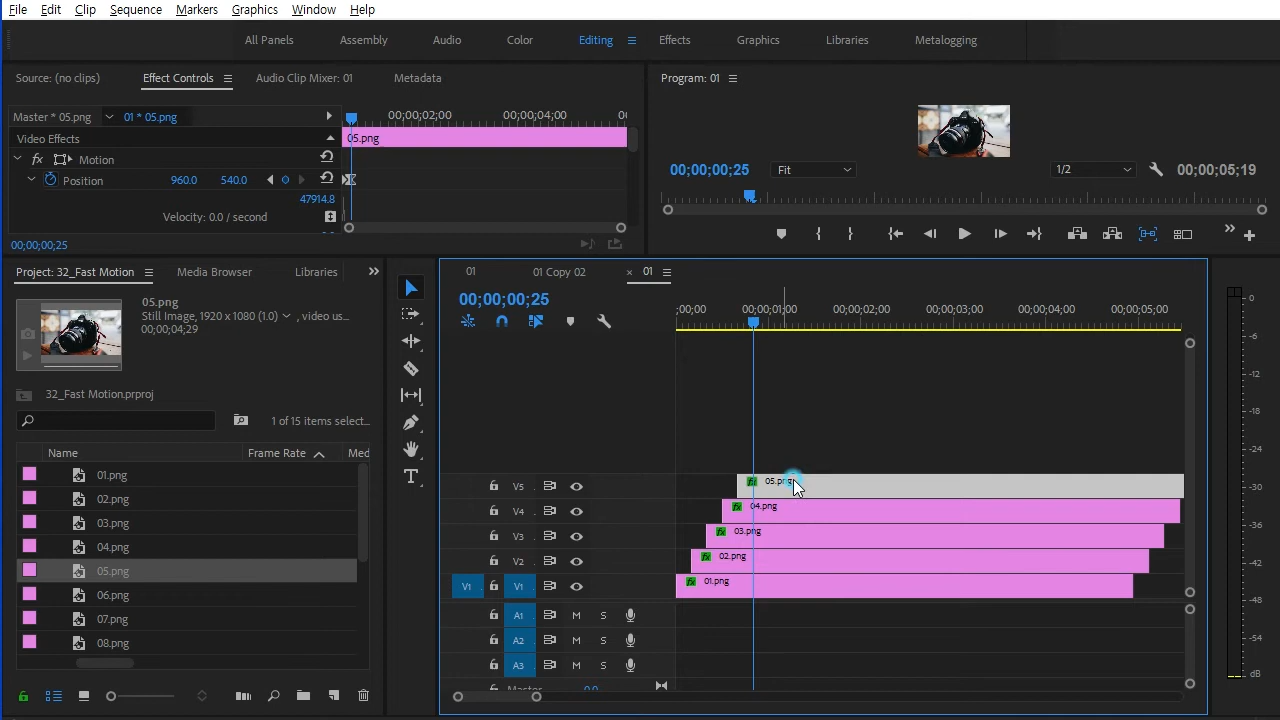 File Edit Clip Sequence Markers Graphics Window Help
All Panels Assembly Audio Color Editing Effects Graphics Libraries Metalogging
Source: (no clips) Effect Controls Audio Clip Mixer: 01 Metadata
Program: 01
Master * 05.png 01 * 05.png
00;00;02;00 00;00;04;00
Video Effects
05.png
fx Motion
Position 960.0 540.0
47914.8
Velocity: 0.0 / second
00;00;00;25
00;00;00;25 Fit 1/2 00;00;05;19
Project: 32_Fast Motion Media Browser Libraries
05.png
Still Image, 1920 x 1080 (1.0) , video us...
00;00;04;29
32_Fast Motion.prproj
1 of 15 items select...
Name Frame Rate Med
01.png
02.png
03.png
04.png
05.png
06.png
07.png
08.png
01 01 Copy 02 × 01
00;00;00;25
;00;00 00;00;01;00 00;00;02;00 00;00;03;00 00;00;04;00 00;00;05;00
V5 fx 05.png
V4 fx 04.png
V3 fx 03.png
V2 fx 02.png
V1 V1 fx 01.png
A1 M S
A2 M S
A3 M S
Master 0.0
0
-6
-12
-18
-24
-30
-36
-42
-48
-54
dB